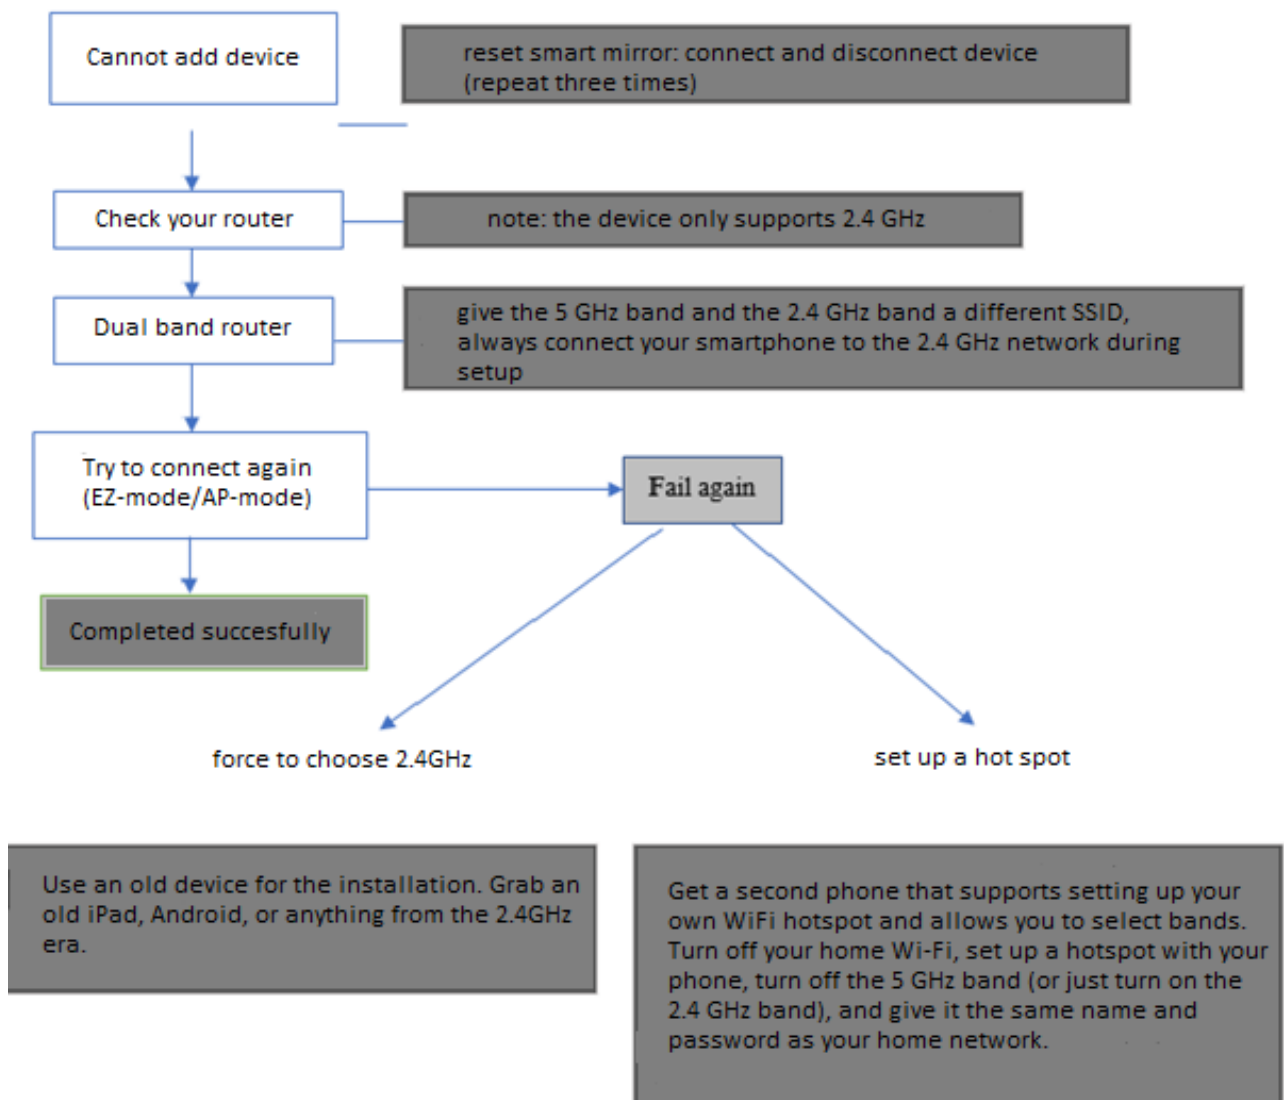 Cannot add device
reset smart mirror: connect and disconnect device
(repeat three times)
Check your router
note: the device only supports 2.4 GHz
Dual band router
give the 5 GHz band and the 2.4 GHz band a different SSID,
always connect your smartphone to the 2.4 GHz network during
setup
Try to connect again
(EZ-mode/AP-mode)
Fail again
Completed succesfully
force to choose 2.4GHz
set up a hot spot
Use an old device for the installation. Grab an
old iPad, Android, or anything from the 2.4GHz
era.
Get a second phone that supports setting up your
own WiFi hotspot and allows you to select bands.
Turn off your home Wi-Fi, set up a hotspot with your
phone, turn off the 5 GHz band (or just turn on the
2.4 GHz band), and give it the same name and
password as your home network.